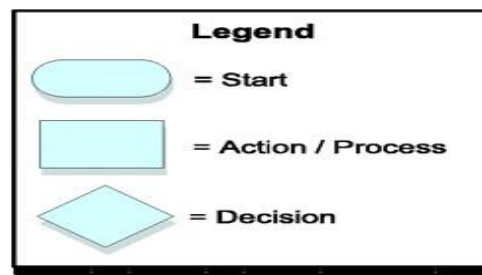 Legend
= Start
= Action / Process
= Decision